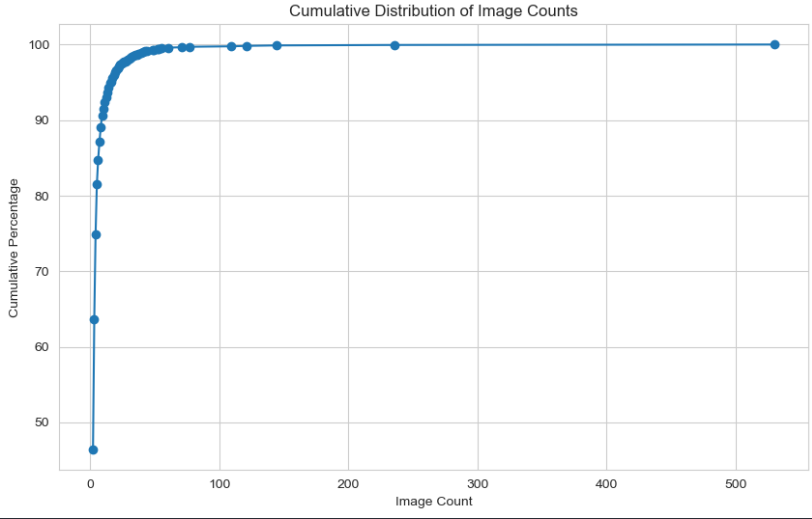 Cumulative Distribution of Image Counts
100
90
80
70
60
50
Cumulative Percentage
0 100 200 300 400 500
Image Count